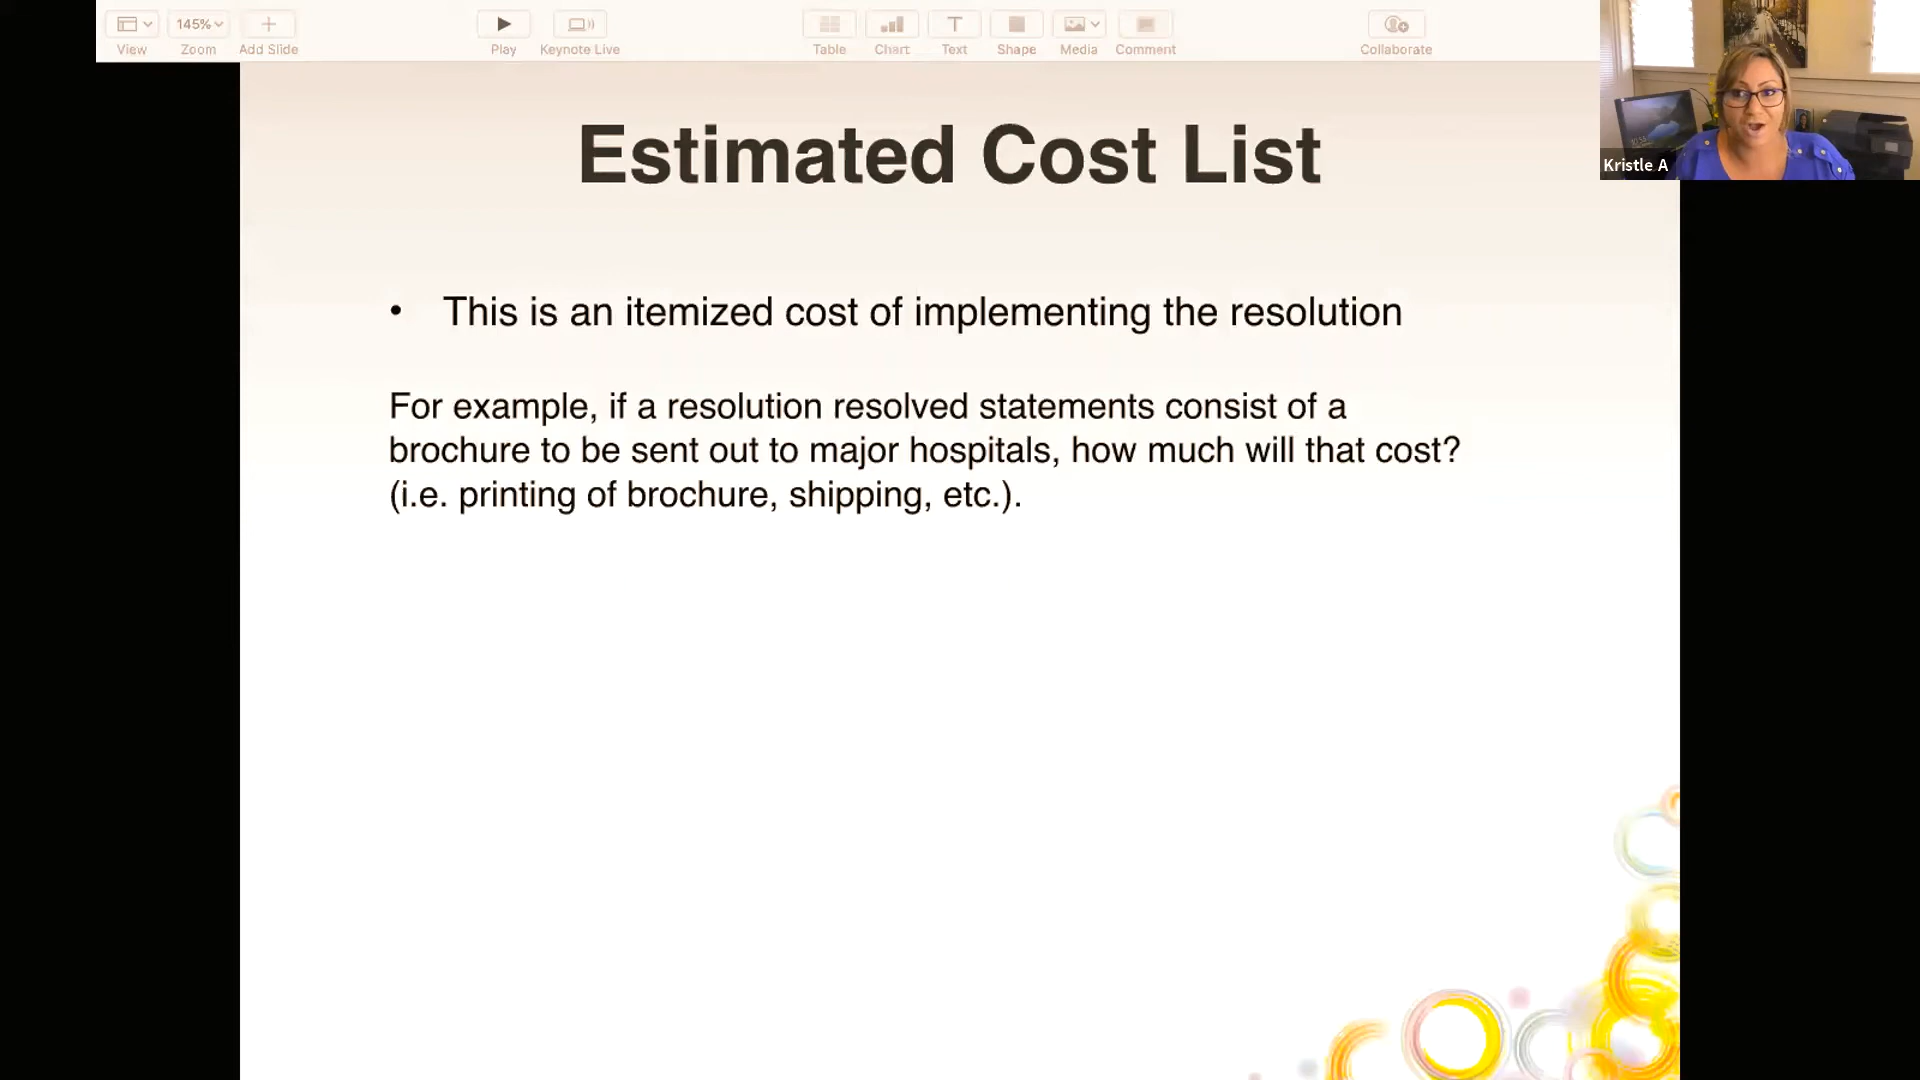 145%
View
Zoom
Add Slide
Play
Keynote Live
T
Table
Chart
Text
Shape
Media
Comment
Collaborate
Kristle A
Estimated Cost List
• This is an itemized cost of implementing the resolution
For example, if a resolution resolved statements consist of a
brochure to be sent out to major hospitals, how much will that cost?
(i.e. printing of brochure, shipping, etc.).